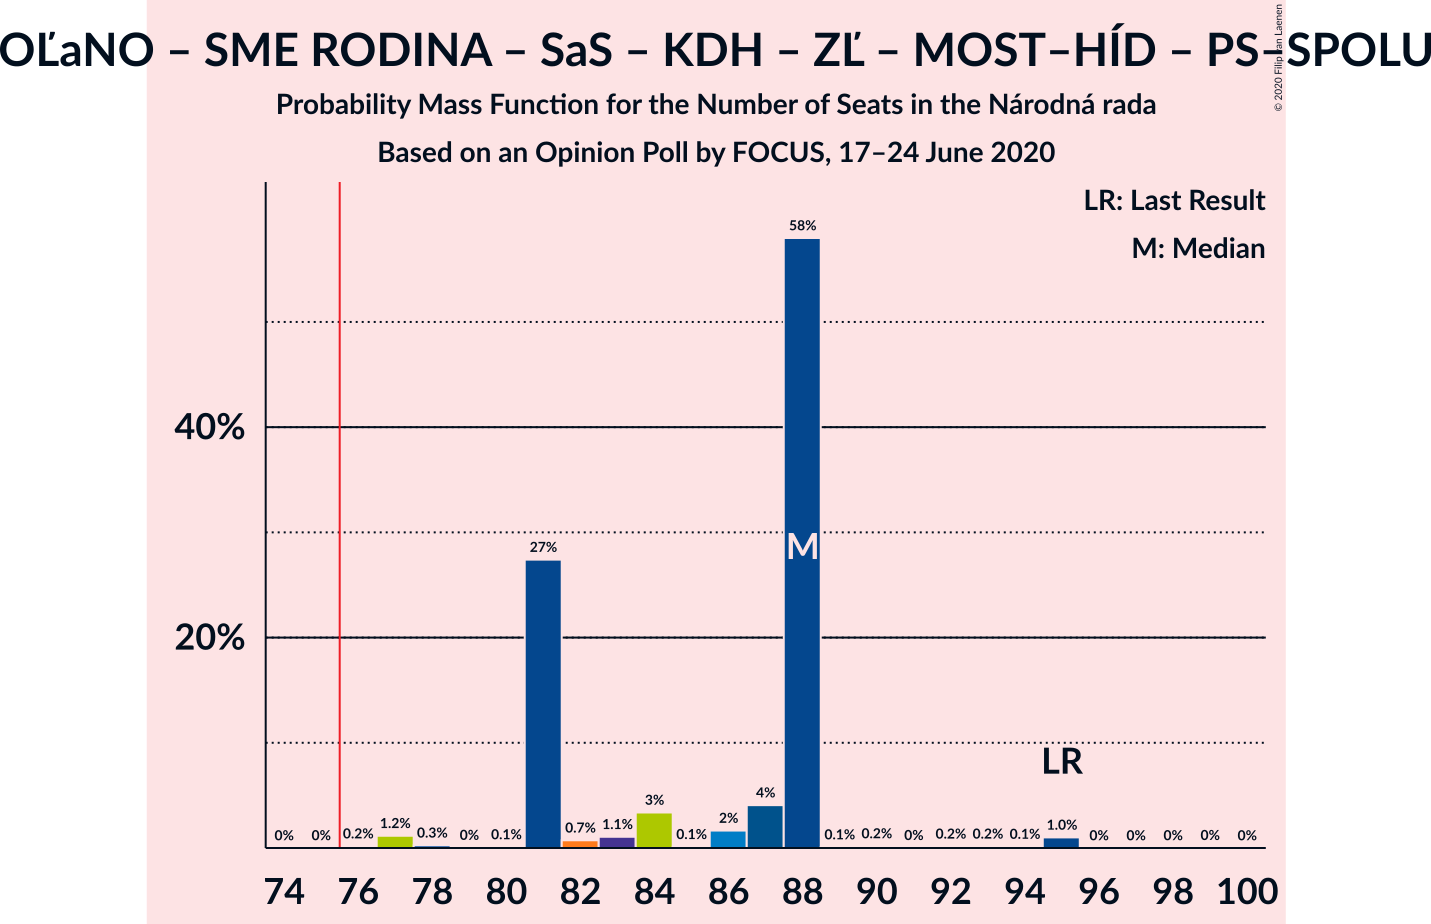 OĽaNO – SME RODINA – SaS – KDH – ZĽ – MOST–HÍD – PS–SPOLU
© 2020 Filip van Laenen
Probability Mass Function for the Number of Seats in the Národná rada
Based on an Opinion Poll by FOCUS, 17–24 June 2020
LR: Last Result
M: Median
58%
40%
M
27%
20%
LR
0% 0% 0.2% 1.2% 0.3% 0% 0.1% 0.7% 1.1% 3% 0.1% 2% 4% 0.1% 0.2% 0% 0.2% 0.2% 0.1% 1.0% 0% 0% 0% 0% 0%
74 76 78 80 82 84 86 88 90 92 94 96 98 100